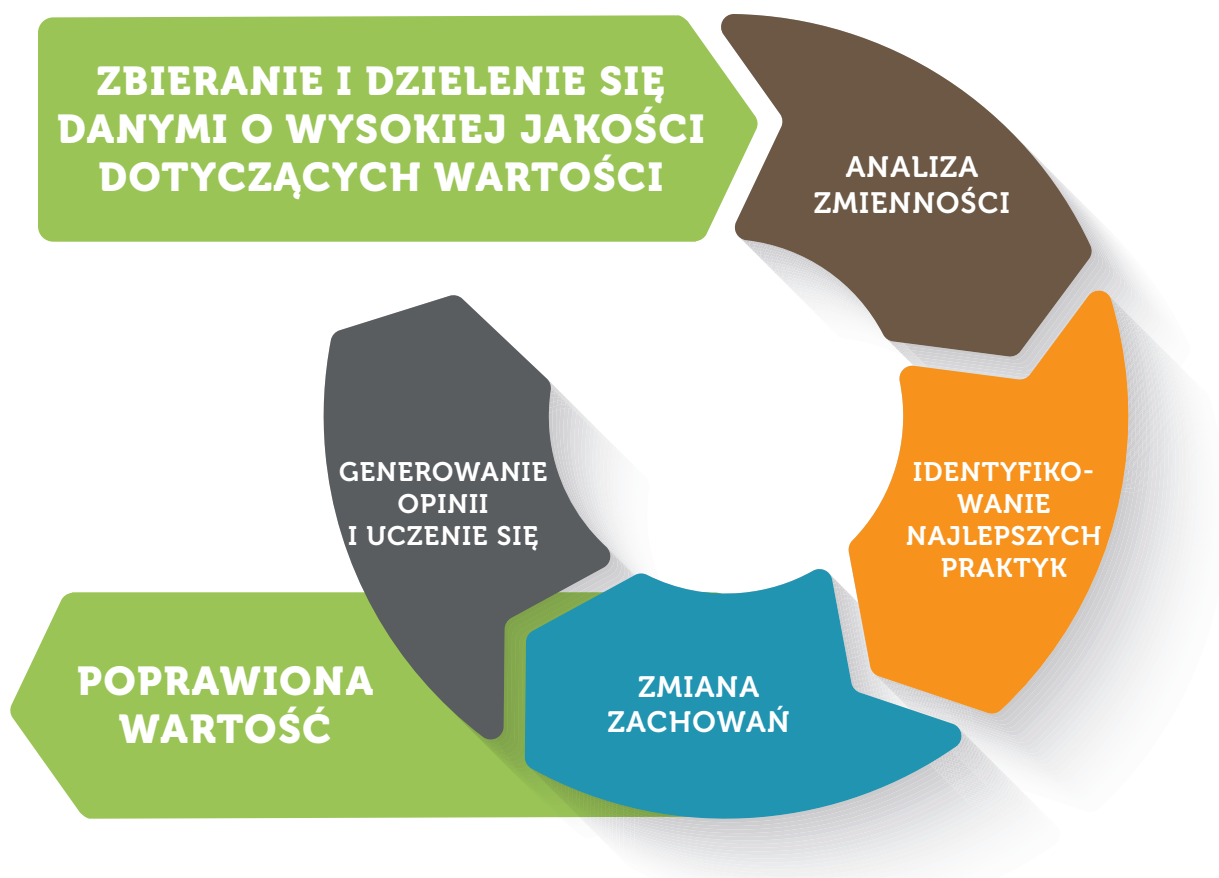 ZBIERANIE I DZIELENIE SIĘ
DANYMI O WYSOKIEJ JAKOŚCI
DOTYCZĄCYCH WARTOŚCI
ANALIZA
ZMIENNOŚCI
IDENTYFIKO-
WANIE
NAJLEPSZYCH
PRAKTYK
ZMIANA
ZACHOWAŃ
GENEROWANIE
OPINII
I UCZENIE SIĘ
POPRAWIONA
WARTOŚĆ